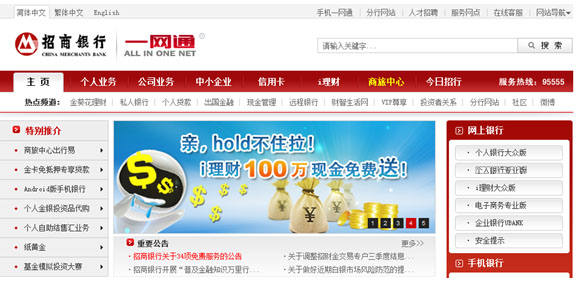 简体中文 繁体中文 English 手机一网通 分行网站 人才招聘 服务网点 在线客服 网站导航
招商银行 一网通
CHINA MERCHANTS BANK ALL IN ONE NET
请输入关键字... 搜 索
主 页 个人业务 公司业务 中小企业 信用卡 i理财 商旅中心 今日招行 服务热线: 95555
热点频道: 金葵花理财 私人银行 个人贷款 出国金融 现金管理 远程银行 财智生活网 VIP尊享 投资者关系 分行网站 社区 微博
特别推介
商旅中心出行易
金卡免抵押专享贷款
Android版手机银行
个人金银投资品代购
个人自助结售汇业务
纸黄金
基金模拟投资大赛
亲, hold不住拉!
i理财100万现金免费送!
1 2 3 4 5
重要公告 更多>>
· 招商银行关于34项免费服务的公告
· 招商银行开展“普及金融知识万里行...
· 关于调整招财金交易专户三季度结息...
· 关于做好近期白银市场风险防范的提...
网上银行
· 个人银行大众版
· 个人银行专业版
· i理财大众版
· 电子商务专业版
· 企业银行UBANK
· 安全提示
手机银行